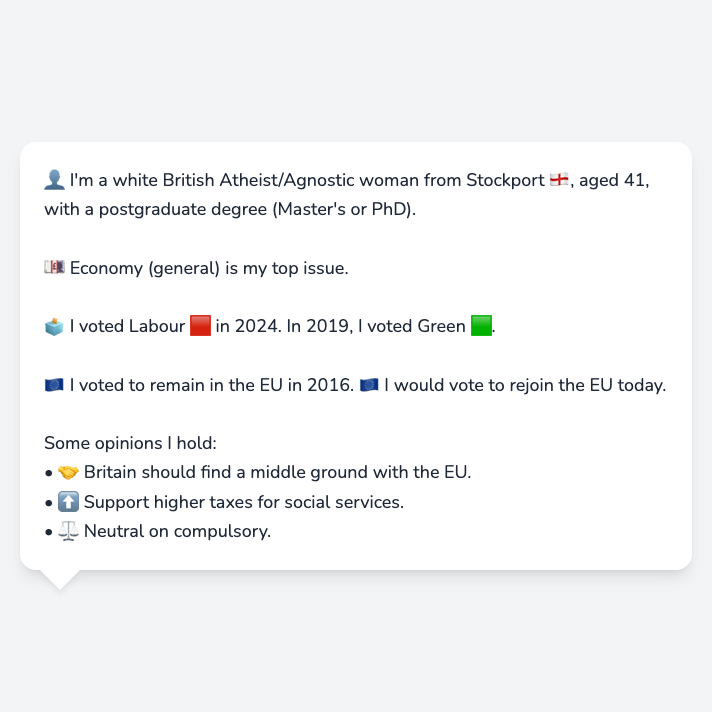 👤 I'm a white British Atheist/Agnostic woman from Stockport 🏴󠁧󠁢󠁥󠁮󠁧󠁿, aged 41,
with a postgraduate degree (Master's or PhD).
💷 Economy (general) is my top issue.
🗳️ I voted Labour 🟥 in 2024. In 2019, I voted Green 🟩.
🇪🇺 I voted to remain in the EU in 2016. 🇪🇺 I would vote to rejoin the EU today.
Some opinions I hold:
• 🤝 Britain should find a middle ground with the EU.
• ⬆️ Support higher taxes for social services.
• ⚖️ Neutral on compulsory.